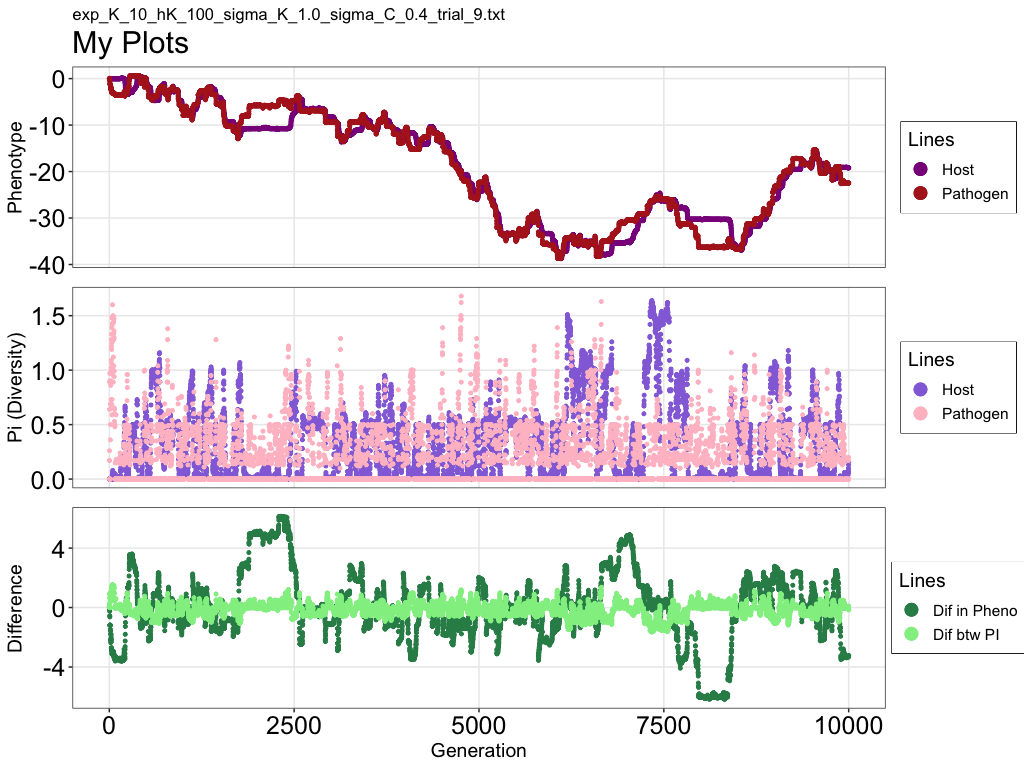 exp_K_10_hK_100_sigma_K_1.0_sigma_C_0.4_trial_9.txt
My Plots
Phenotype
0
-10
-20
-30
-40
Lines
Host
Pathogen
Pi (Diversity)
1.5
1.0
0.5
0.0
Lines
Host
Pathogen
Difference
4
0
-4
Lines
Dif in Pheno
Dif btw PI
0 2500 5000 7500 10000
Generation